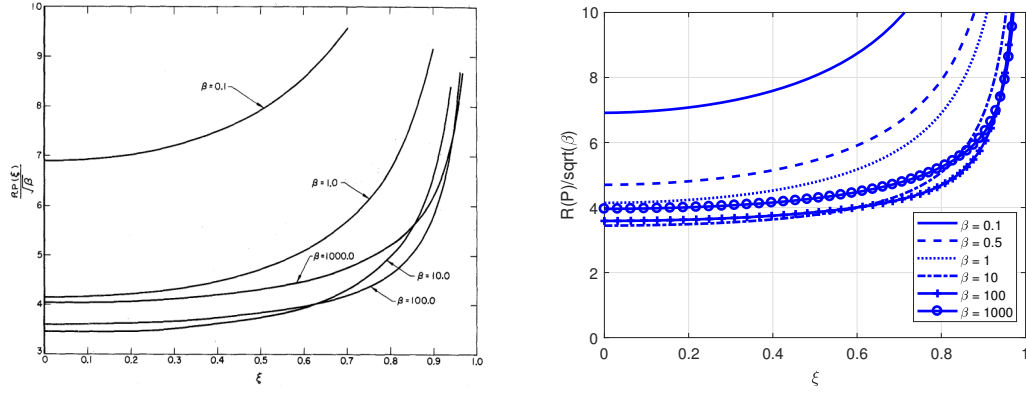 10
9
8
7
6
5
4
3
R.P(ξ)
√β
β=0.1
β=1.0
β=1000.0
β=10.0
β=100.0
0 0.1 0.2 0.3 0.4 0.5 0.6 0.7 0.8 0.9 1.0
ξ
10
8
6
4
2
0
R(P)/sqrt(β)
β = 0.1
β = 0.5
β = 1
β = 10
β = 100
β = 1000
0 0.2 0.4 0.6 0.8 1
ξ